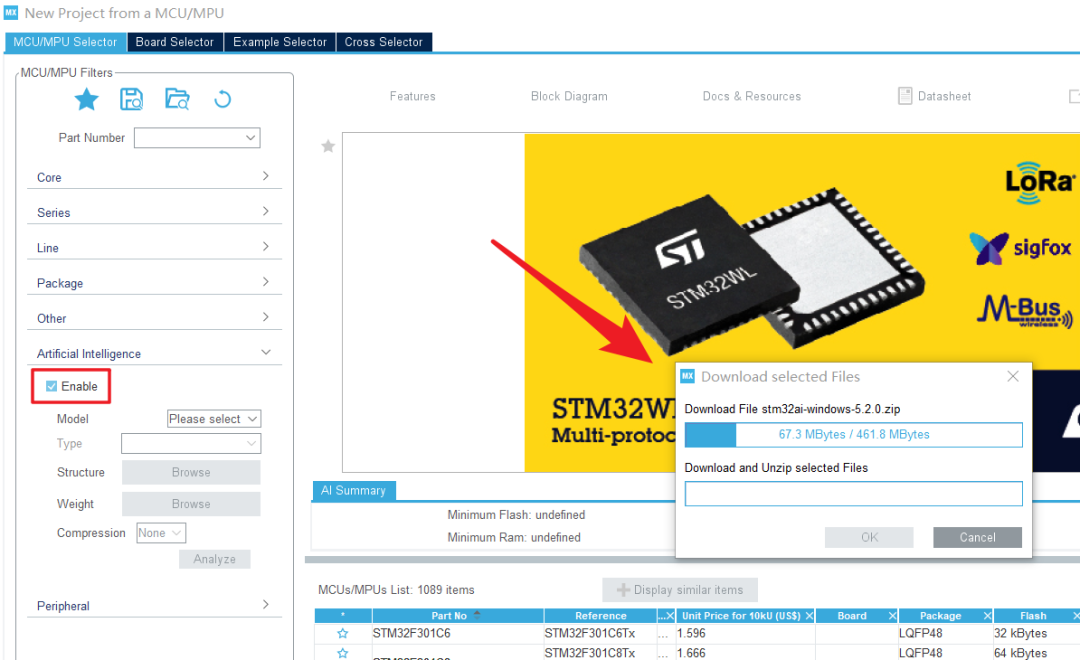 MX New Project from a MCU/MPU
MCU/MPU Selector Board Selector Example Selector Cross Selector
MCU/MPU Filters
Part Number
Core
Series
Line
Package
Other
Artificial Intelligence
Enable
Model Please select
Type
Structure Browse
Weight Browse
Compression None
Analyze
Peripheral
Features Block Diagram Docs & Resources Datasheet
LoRa
sigfox
M-Bus
wireless
ST
STM32WL
STM32WL
Multi-protoc
MX Download selected Files
Download File stm32ai-windows-5.2.0.zip
67.3 MBytes / 461.8 MBytes
Download and Unzip selected Files
OK Cancel
AI Summary
Minimum Flash: undefined
Minimum Ram: undefined
MCUs/MPUs List: 1089 items
Display similar items
* Part No Reference ... X Unit Price for 10kU (US$) X Board X Package X Flash X
STM32F301C6 STM32F301C6Tx ... 1.596 LQFP48 32 kBytes
STM32F301C8Tx ... 1.666 LQFP48 64 kBytes